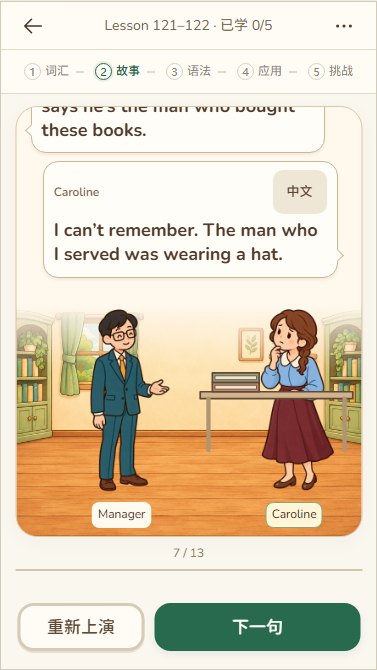 Lesson 121–122 · 已学 0/5
1 词汇 2 故事 3 语法 4 应用 5 挑战
says he's the man who bought
these books.
Caroline
中文
I can't remember. The man who
I served was wearing a hat.
Manager
Caroline
7 / 13
重新上演
下一句